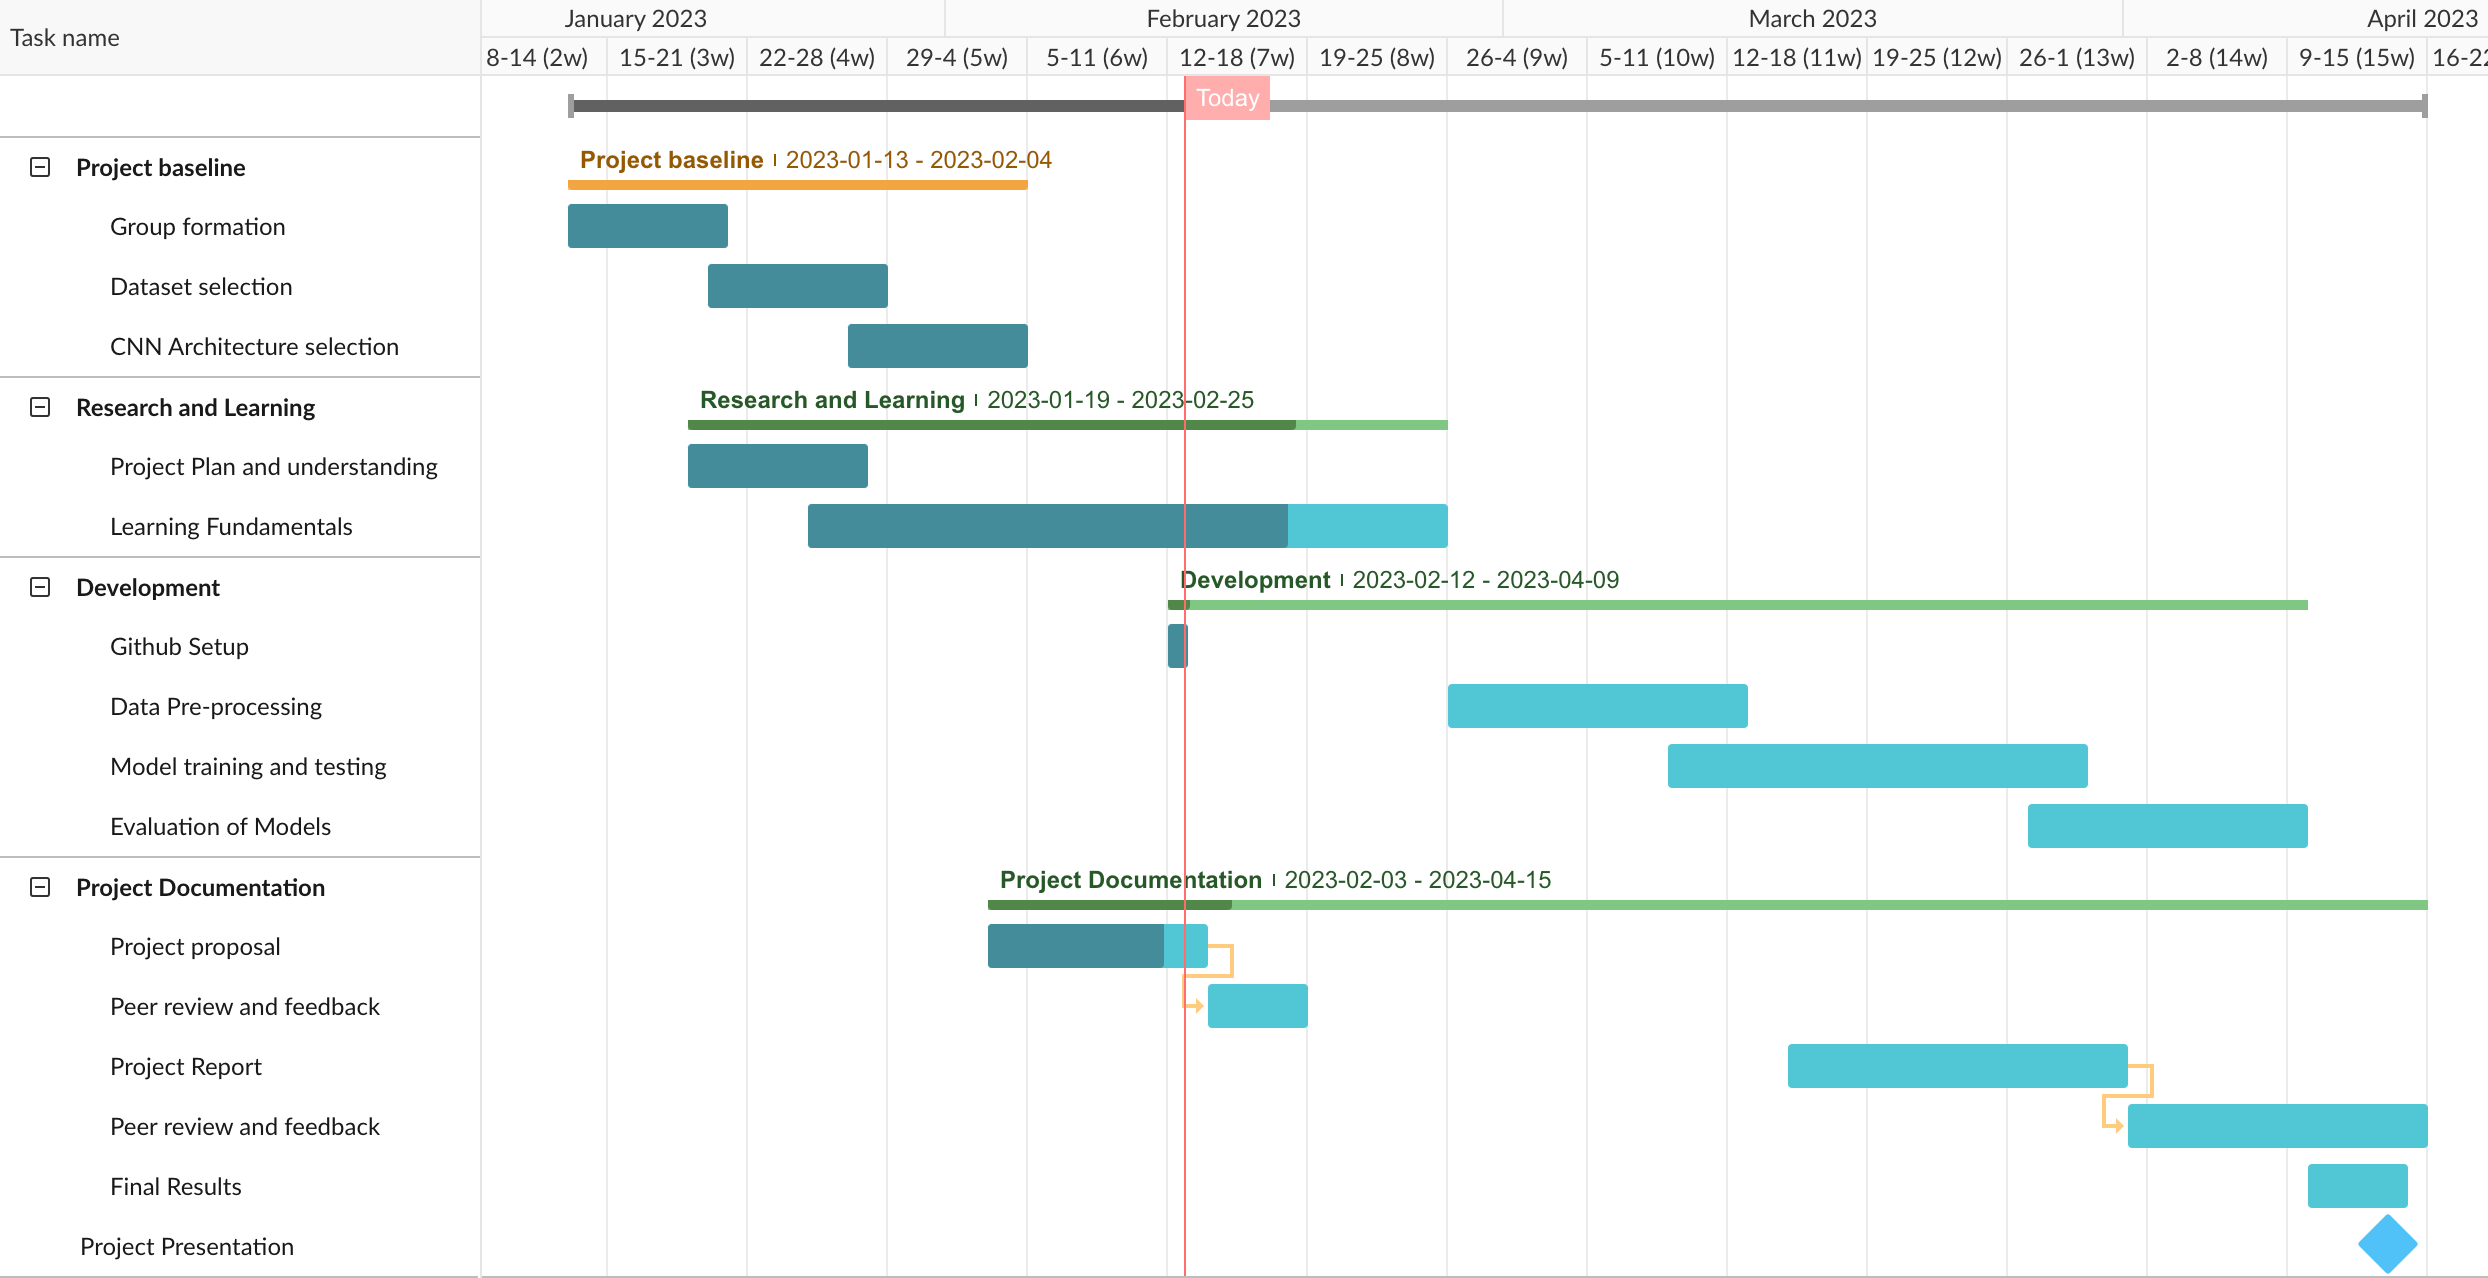 Task name
January 2023
February 2023
March 2023
April 2023
8-14 (2w)
15-21 (3w)
22-28 (4w)
29-4 (5w)
5-11 (6w)
12-18 (7w)
19-25 (8w)
26-4 (9w)
5-11 (10w)
12-18 (11w)
19-25 (12w)
26-1 (13w)
2-8 (14w)
9-15 (15w)
16-22
Today
Project baseline
Project baseline | 2023-01-13 - 2023-02-04
Group formation
Dataset selection
CNN Architecture selection
Research and Learning
Research and Learning | 2023-01-19 - 2023-02-25
Project Plan and understanding
Learning Fundamentals
Development
Development | 2023-02-12 - 2023-04-09
Github Setup
Data Pre-processing
Model training and testing
Evaluation of Models
Project Documentation
Project Documentation | 2023-02-03 - 2023-04-15
Project proposal
Peer review and feedback
Project Report
Peer review and feedback
Final Results
Project Presentation